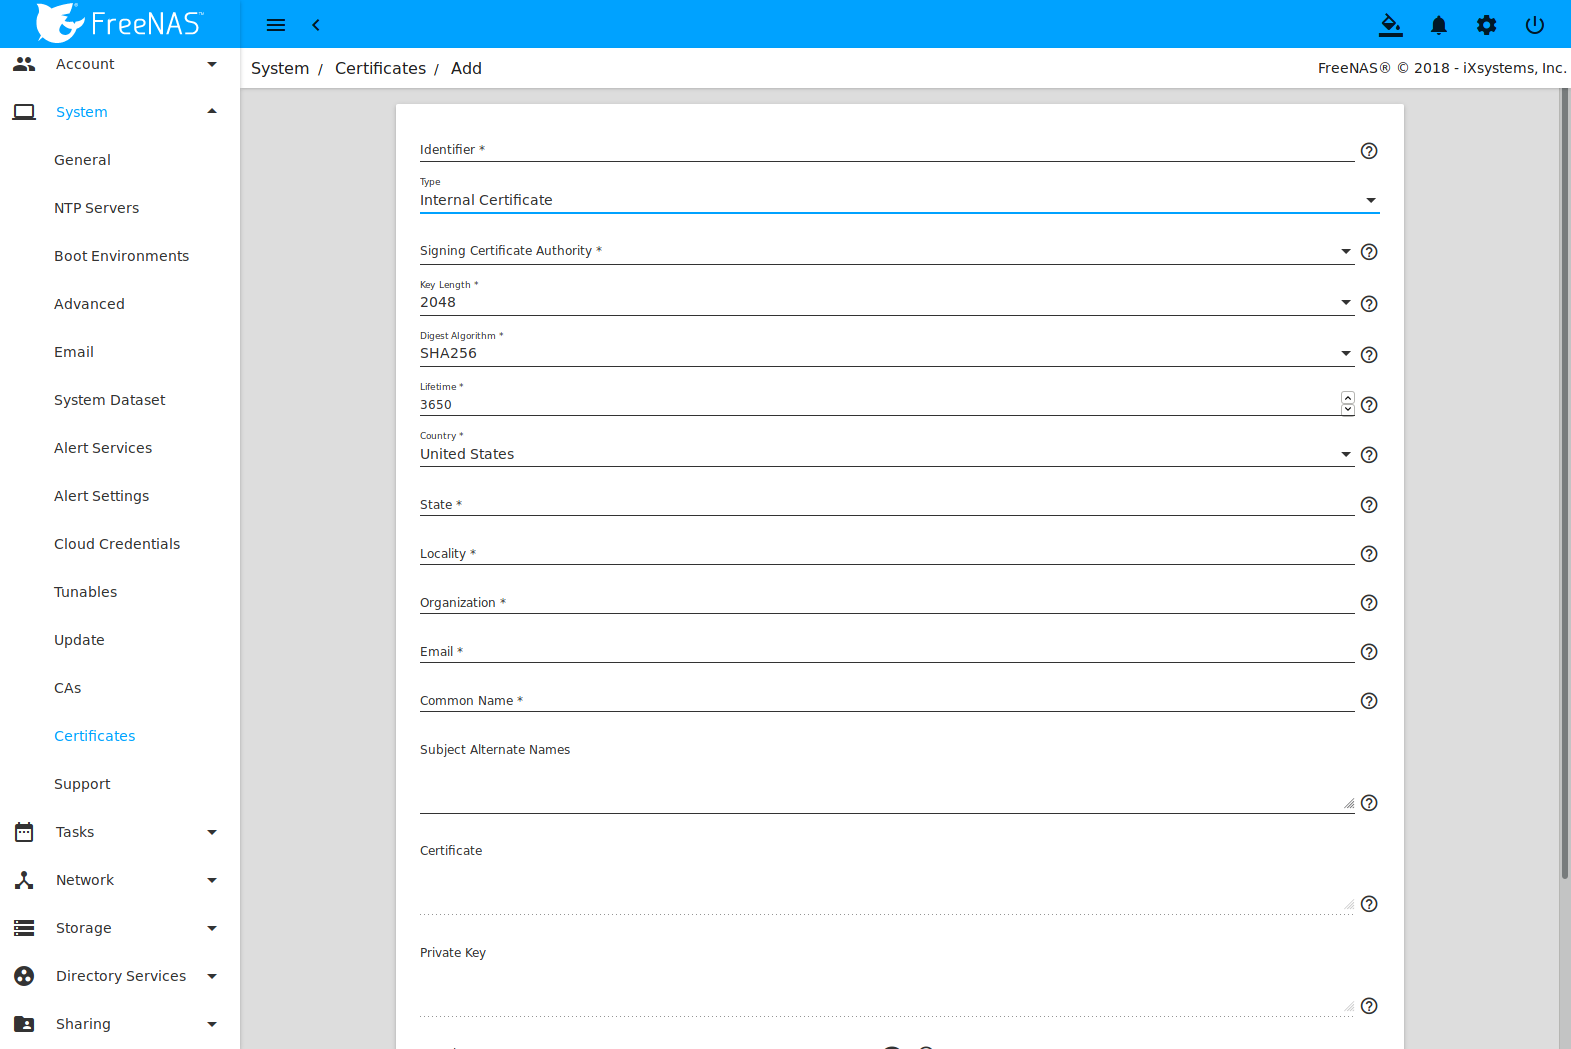 FreeNAS™
System / Certificates / Add
FreeNAS® © 2018 - iXsystems, Inc.
Account
System
General
NTP Servers
Boot Environments
Advanced
Email
System Dataset
Alert Services
Alert Settings
Cloud Credentials
Tunables
Update
CAs
Certificates
Support
Tasks
Network
Storage
Directory Services
Sharing
Identifier *
Type
Internal Certificate
Signing Certificate Authority *
Key Length *
2048
Digest Algorithm *
SHA256
Lifetime *
3650
Country *
United States
State *
Locality *
Organization *
Email *
Common Name *
Subject Alternate Names
Certificate
Private Key